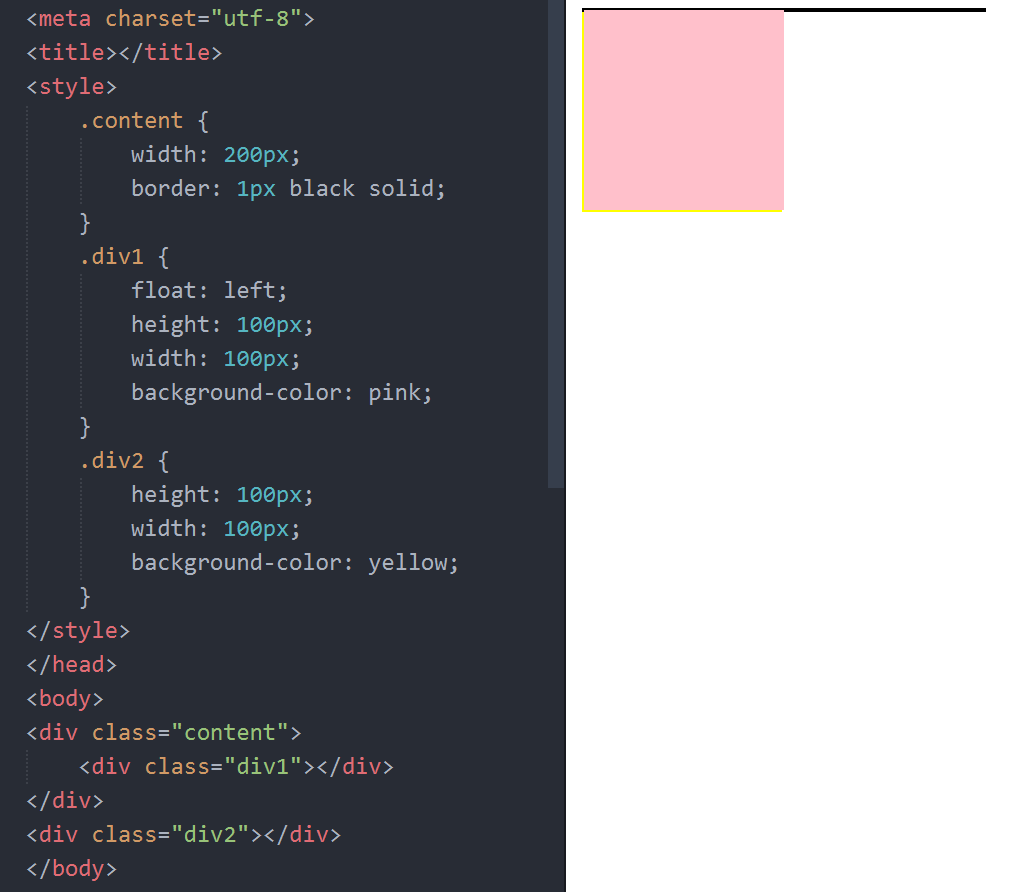 <meta charset="utf-8">
<title></title>
<style>
    .content {
        width: 200px;
        border: 1px black solid;
    }
    .div1 {
        float: left;
        height: 100px;
        width: 100px;
        background-color: pink;
    }
    .div2 {
        height: 100px;
        width: 100px;
        background-color: yellow;
    }
</style>
</head>
<body>
<div class="content">
    <div class="div1"></div>
</div>
<div class="div2"></div>
</body>